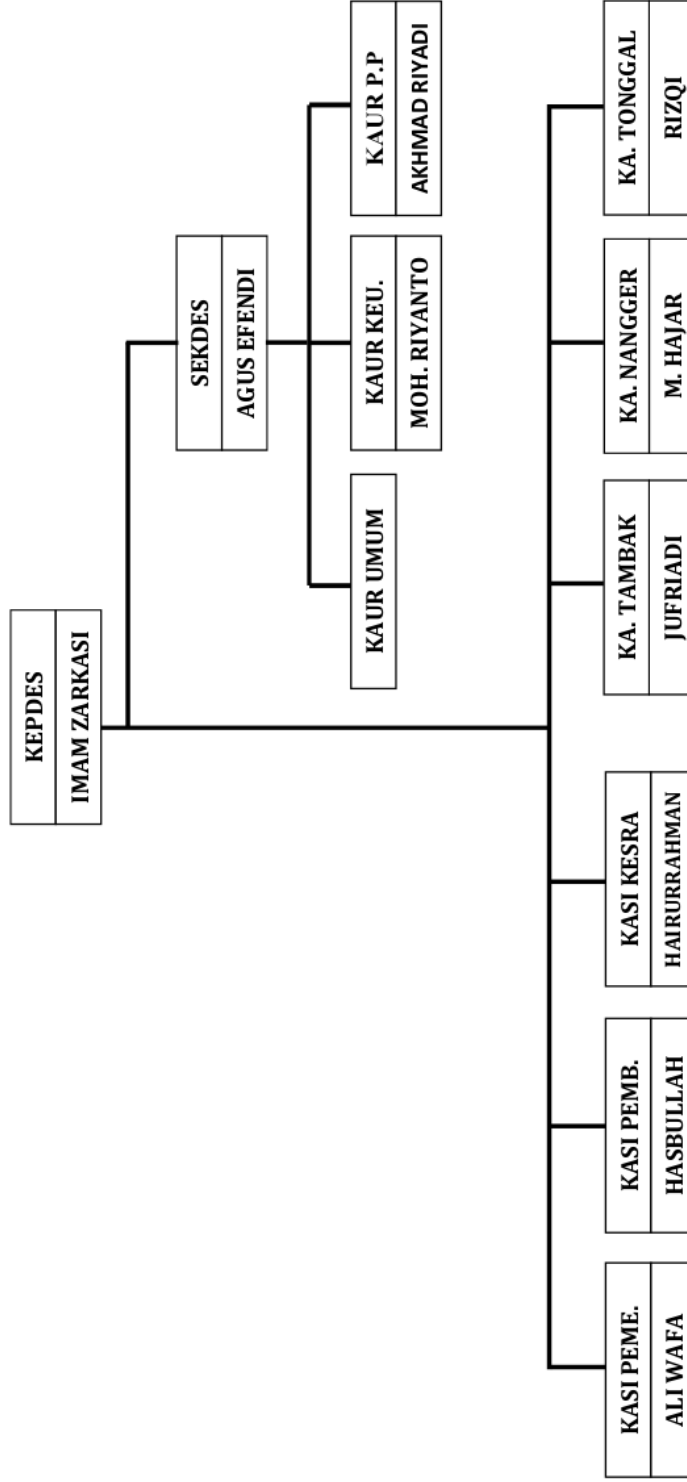 KEPDES
IMAM ZARKASI
SEKDES
AGUS EFENDI
KAUR UMUM
KAUR KEU.
MOH. RIYANTO
KAUR P.P
AKHMAD RIYADI
KASI PEME.
ALI WAFA
KASI PEMB.
HASBULLAH
KASI KESRA
HAIRURRAHMAN
KA. TAMBAK
JUFRIADI
KA. NANGGER
M. HAJAR
KA. TONGGAL
RIZQI